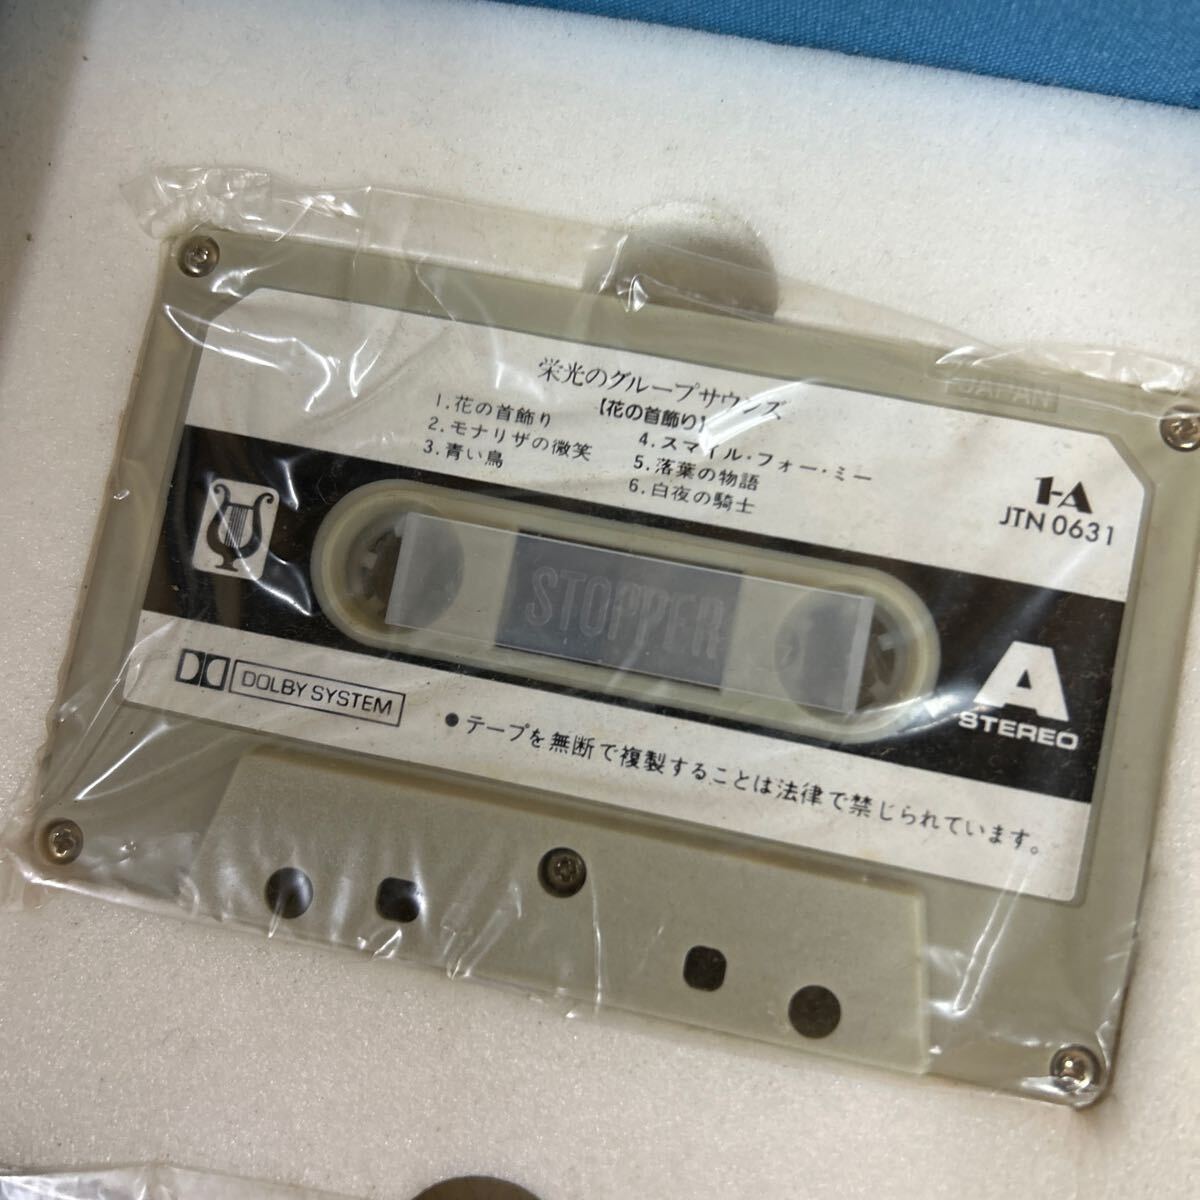 JAPAN
栄光のグループサウンズ
【花の首飾り】
1.花の首飾り
2.モナリザの微笑
3.青い鳥
4.スマイル・フォー・ミー
5.落葉の物語
6.白夜の騎士
1-A
JTN 0631
STOPPER
A
STEREO
DOLBY SYSTEM
●テープを無断で複製することは法律で禁じられています。